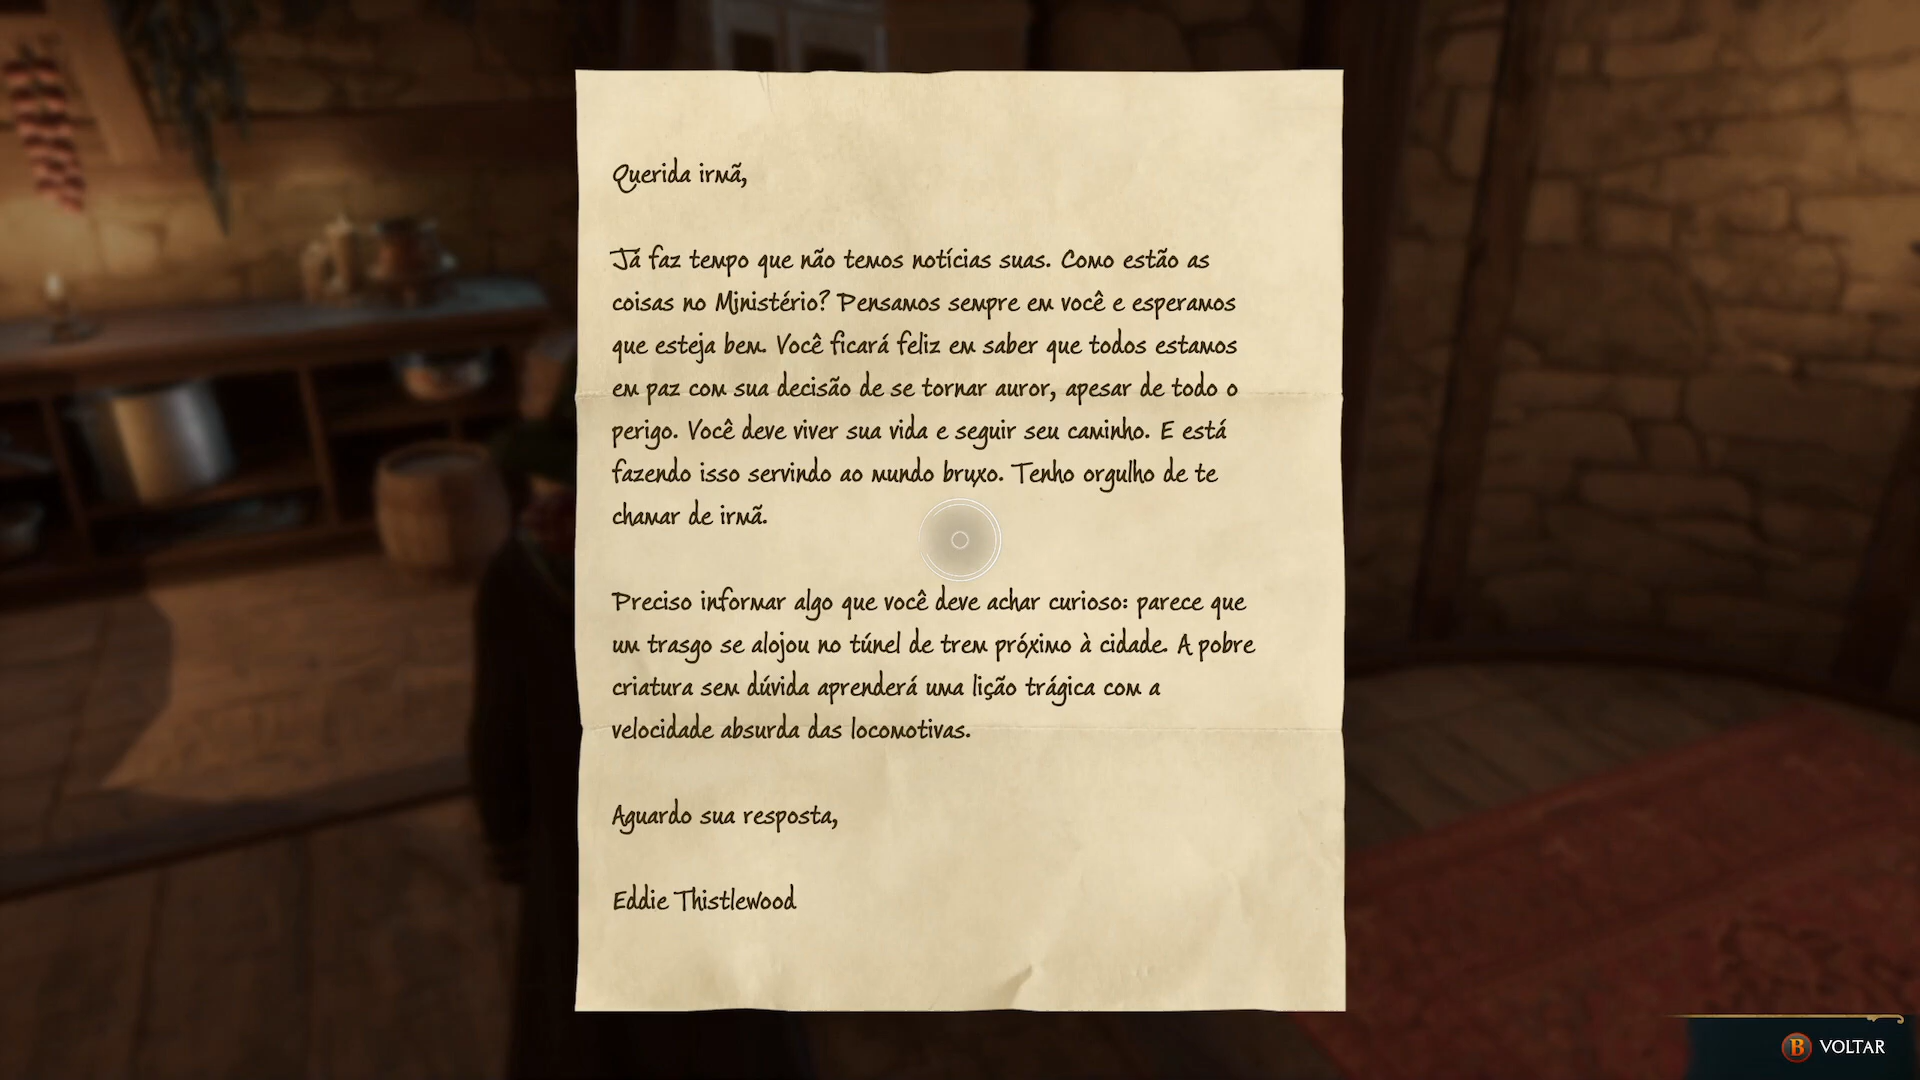 Querida irmã,
Já faz tempo que não temos notícias suas. Como estão as
coisas no Ministério? Pensamos sempre em você e esperamos
que esteja bem. Você ficará feliz em saber que todos estamos
em paz com sua decisão de se tornar auror, apesar de todo o
perigo. Você deve viver sua vida e seguir seu caminho. E está
fazendo isso servindo ao mundo bruxo. Tenho orgulho de te
chamar de irmã.
Preciso informar algo que você deve achar curioso: parece que
um trasgo se alojou no túnel de trem próximo à cidade. A pobre
criatura sem dúvida aprenderá uma lição trágica com a
velocidade absurda das locomotivas.
Aguardo sua resposta,
Eddie Thistlewood
B VOLTAR